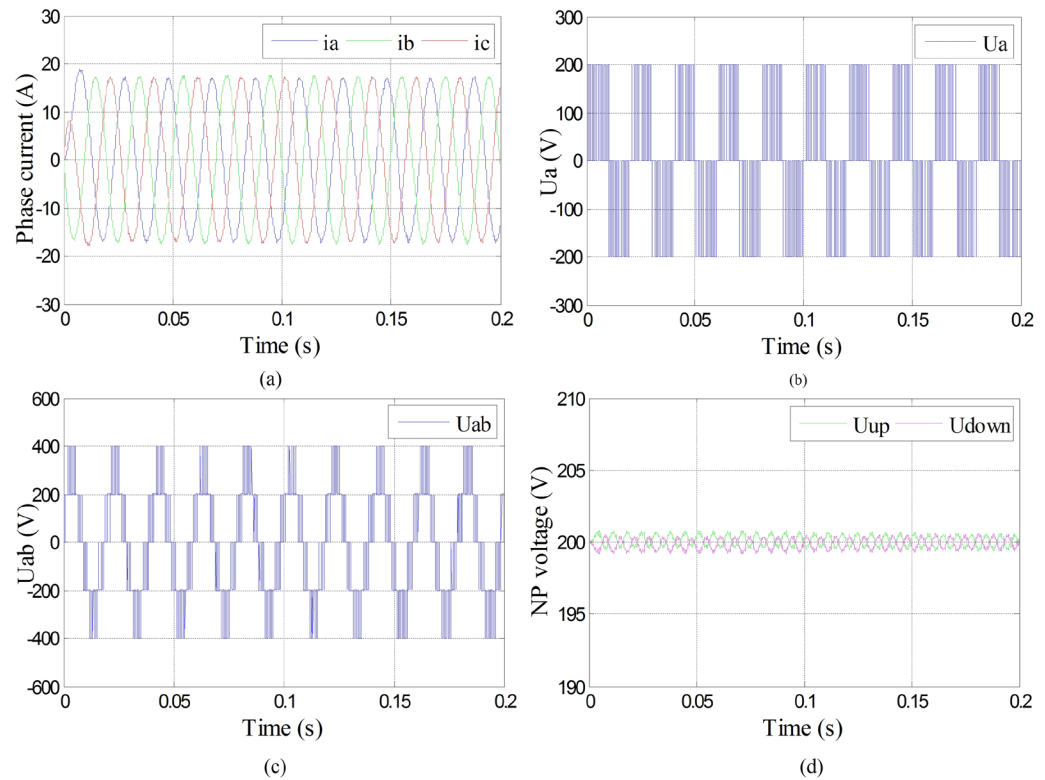 30
20
10
0
-10
-20
-30
Phase current (A)
ia ib ic
0 0.05 0.1 0.15 0.2
Time (s)
(a)
300
200
100
0
-100
-200
-300
Ua (V)
Ua
0 0.05 0.1 0.15 0.2
Time (s)
(b)
600
400
200
0
-200
-400
-600
Uab (V)
Uab
0 0.05 0.1 0.15 0.2
Time (s)
(c)
210
205
200
195
190
NP voltage (V)
Uup Udown
0 0.05 0.1 0.15 0.2
Time (s)
(d)